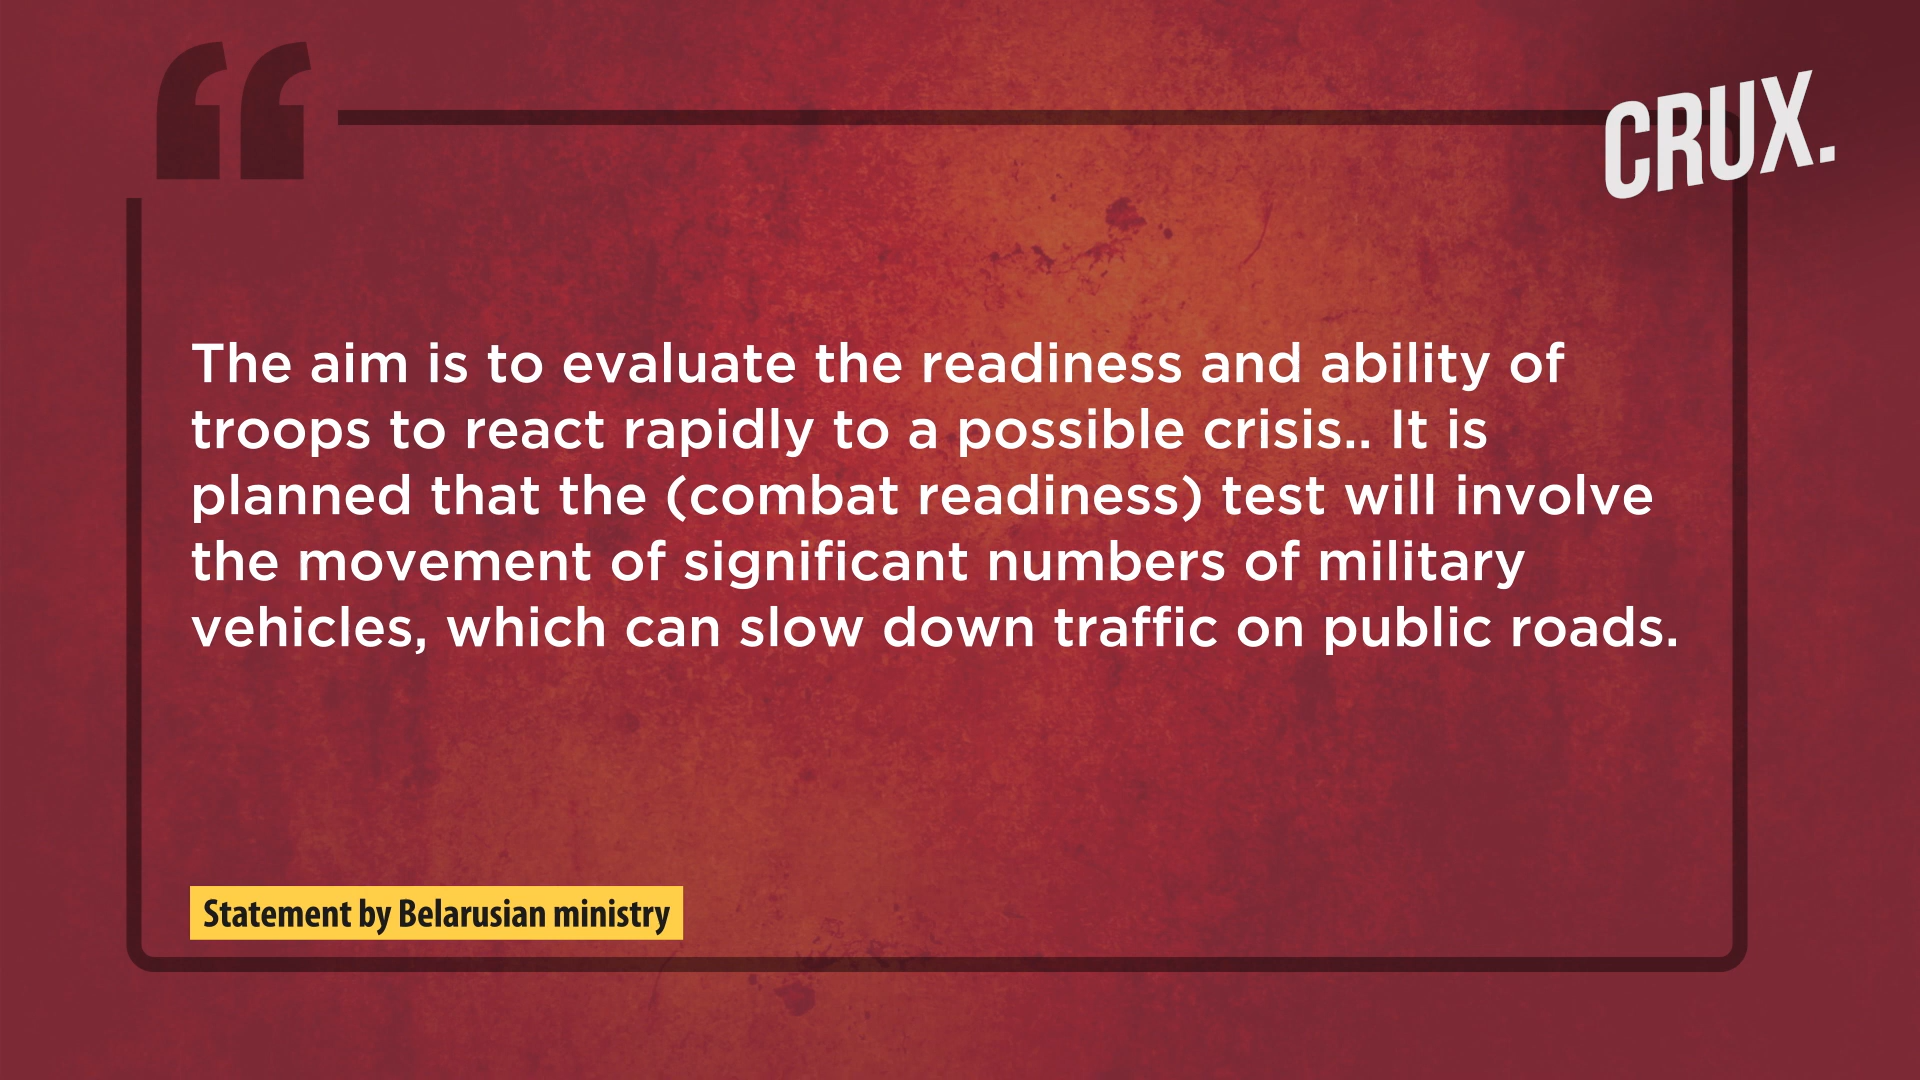 CRUX.
The aim is to evaluate the readiness and ability of
troops to react rapidly to a possible crisis.. It is
planned that the (combat readiness) test will involve
the movement of significant numbers of military
vehicles, which can slow down traffic on public roads.
Statement by Belarusian ministry